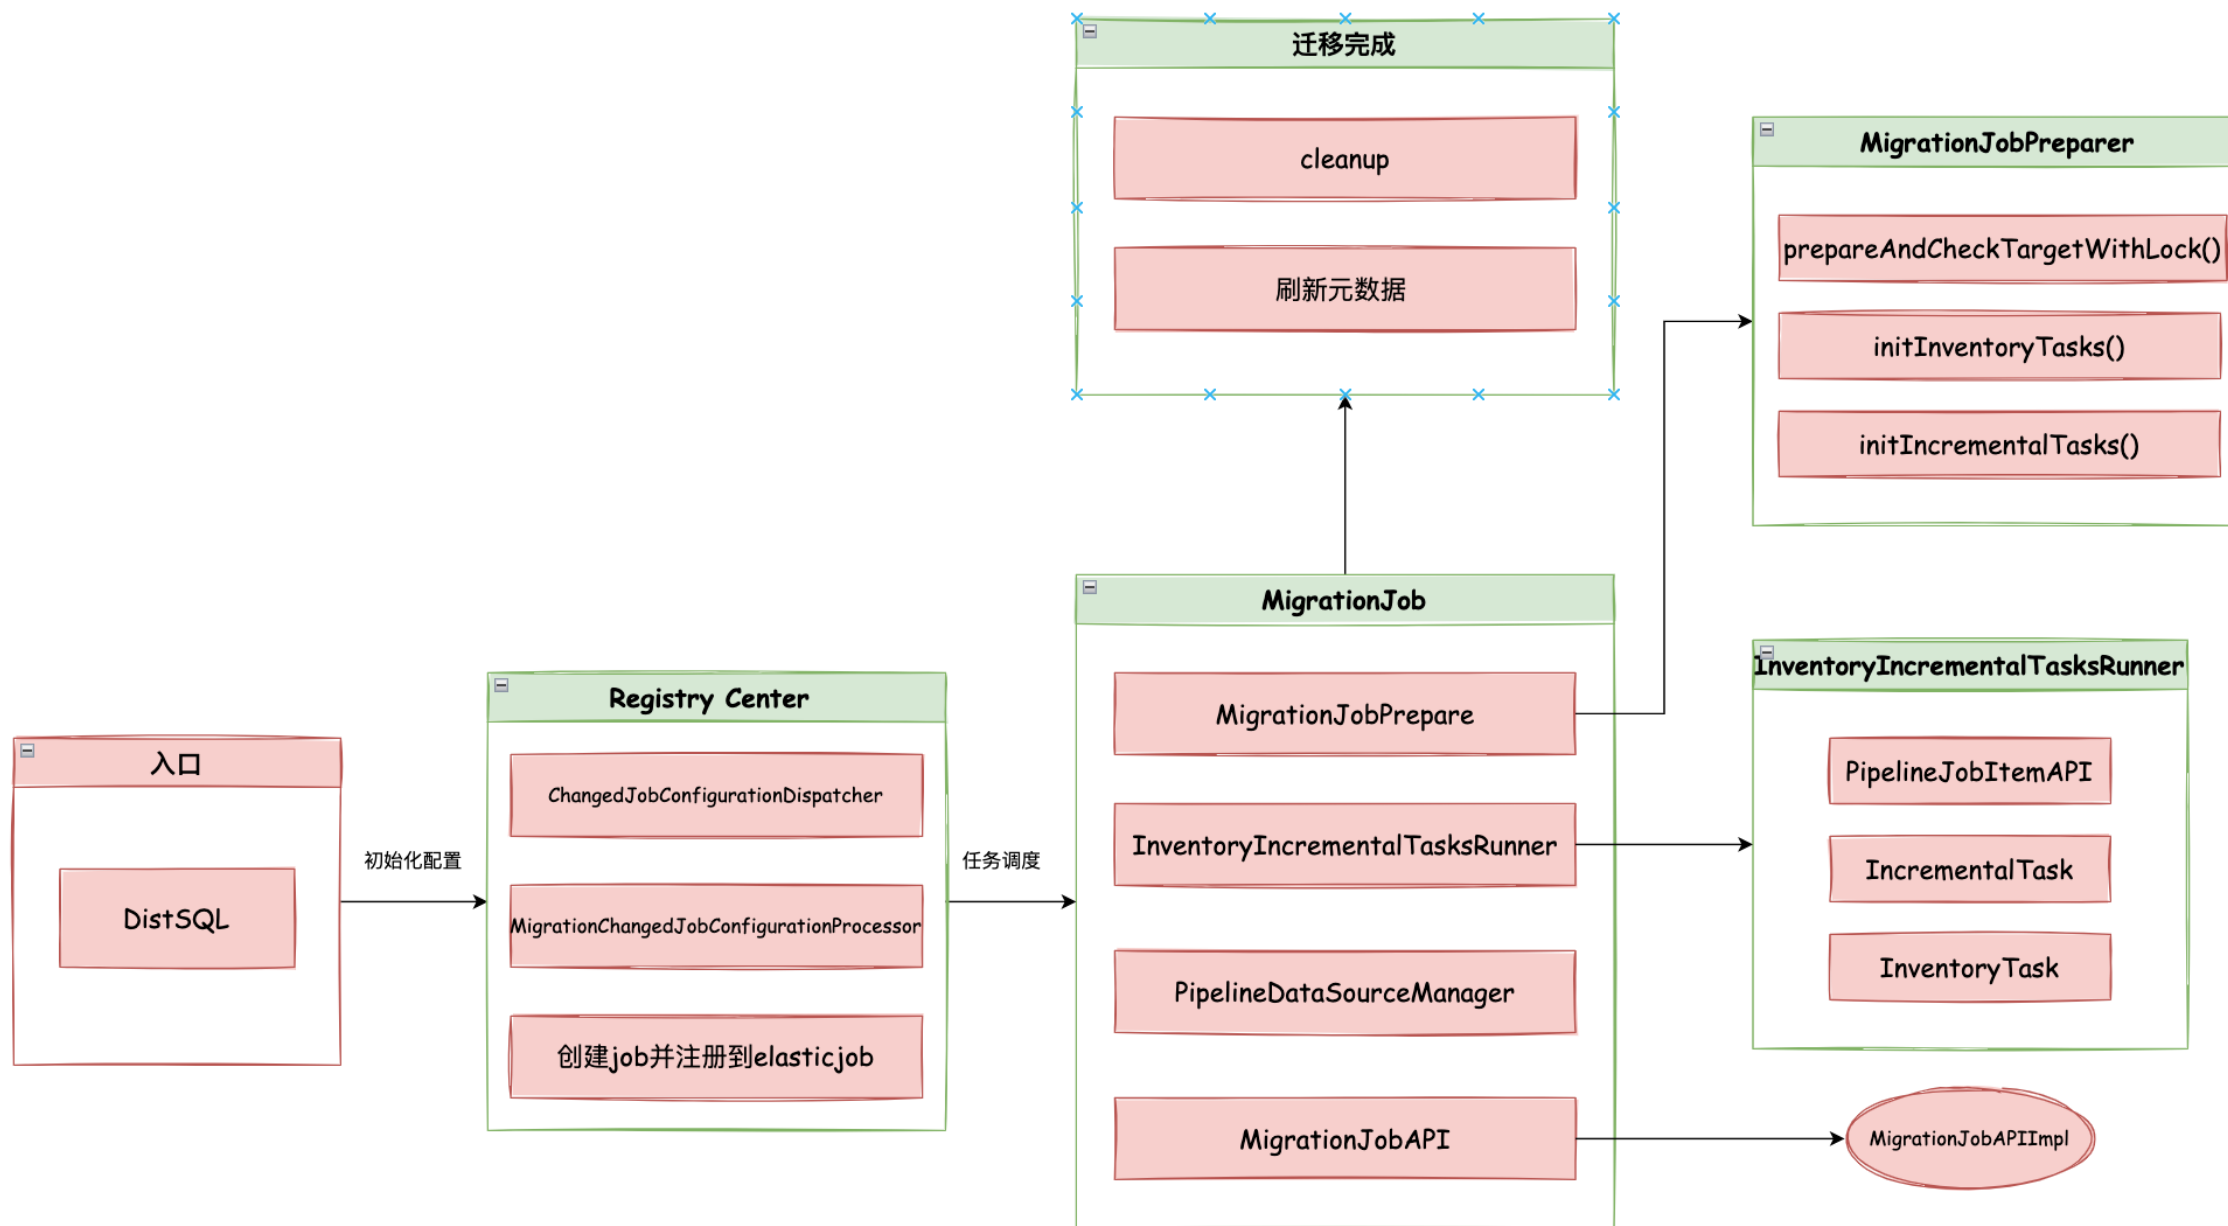 迁移完成
cleanup
刷新元数据
MigrationJobPreparer
prepareAndCheckTargetWithLock()
initInventoryTasks()
initIncrementalTasks()
入口
DistSQL
初始化配置
Registry Center
ChangedJobConfigurationDispatcher
MigrationChangedJobConfigurationProcessor
创建job并注册到elasticjob
任务调度
MigrationJob
MigrationJobPrepare
InventoryIncrementalTasksRunner
PipelineDataSourceManager
MigrationJobAPI
InventoryIncrementalTasksRunner
PipelineJobItemAPI
IncrementalTask
InventoryTask
MigrationJobAPIImpl